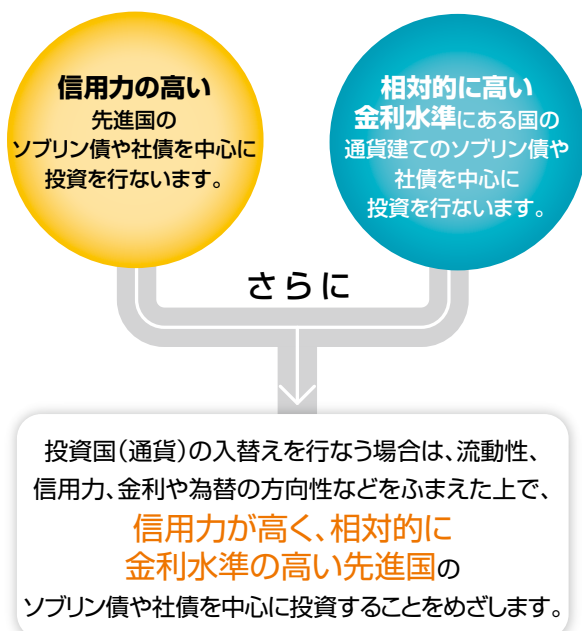 信用力の高い
先進国の
ソブリン債や社債を中心に
投資を行ないます。
相対的に高い
金利水準にある国の
通貨建てのソブリン債や
社債を中心に
投資を行ないます。
さらに
投資国(通貨)の入替えを行なう場合は、流動性、
信用力、金利や為替の方向性などをふまえた上で、
信用力が高く、相対的に
金利水準の高い先進国の
ソブリン債や社債を中心に投資することをめざします。